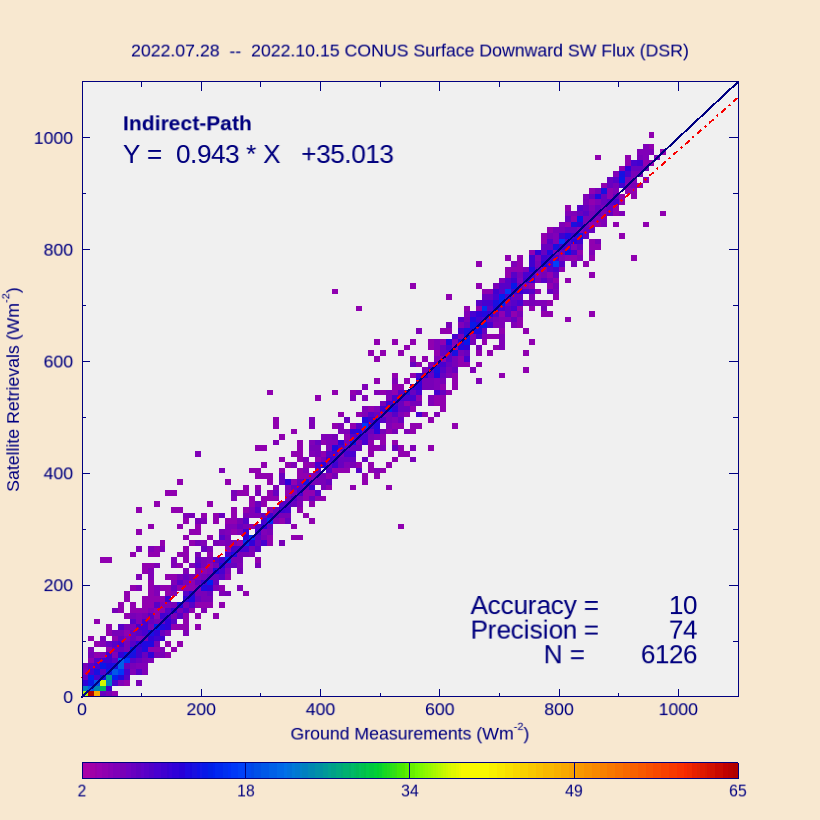 2022.07.28 -- 2022.10.15 CONUS Surface Downward SW Flux (DSR)
Indirect-Path
Y = 0.943 * X +35.013
1000
800
600
400
200
0
Satellite Retrievals (Wm-2)
Accuracy = 10
Precision = 74
N = 6126
0 200 400 600 800 1000
Ground Measurements (Wm-2)
2 18 34 49 65